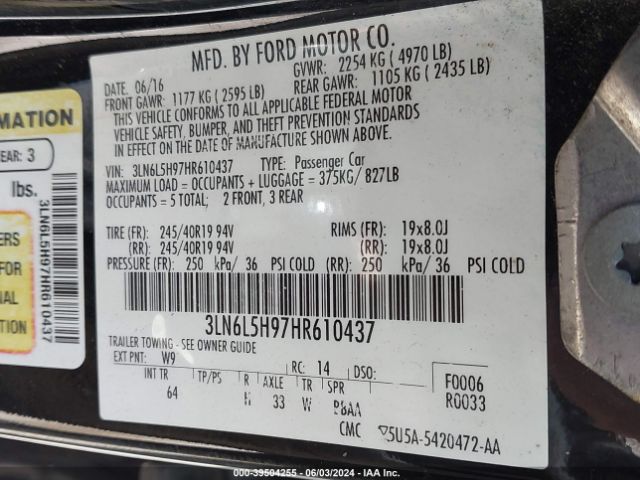 MFD. BY FORD MOTOR CO.
DATE: 06/16
GVWR: 2254 KG ( 4970 LB)
FRONT GAWR: 1177 KG ( 2595 LB)
REAR GAWR: 1105 KG ( 2435 LB)
THIS VEHICLE CONFORMS TO ALL APPLICABLE FEDERAL MOTOR
VEHICLE SAFETY, BUMPER, AND THEFT PREVENTION STANDARDS
IN EFFECT ON THE DATE OF MANUFACTURE SHOWN ABOVE.
VIN: 3LN6L5H97HR610437 TYPE: Passenger Car
MAXIMUM LOAD = OCCUPANTS + LUGGAGE = 375KG/ 827LB
OCCUPANTS = 5 TOTAL; 2 FRONT, 3 REAR
TIRE (FR): 245/40R19 94V RIMS (FR): 19x8.0J
(RR): 245/40R19 94V (RR): 19x8.0J
PRESSURE (FR): 250 kPa/ 36 PSI COLD (RR): 250 kPa/ 36 PSI COLD
3LN6L5H97HR610437
TRAILER TOWING - SEE OWNER GUIDE
EXT PNT: W9 RC: 14 DSO:
INT TR TP/PS R AXLE TR SPR
64 H 33 W PBAA
F0006
R0033
CMC 5U5A-5420472-AA
MATION
EAR: 3
lbs.
3LN6L5H97HR610437
ERS
FOR
NAL
TION
000-39504255 - 06/03/2024 - IAA Inc.